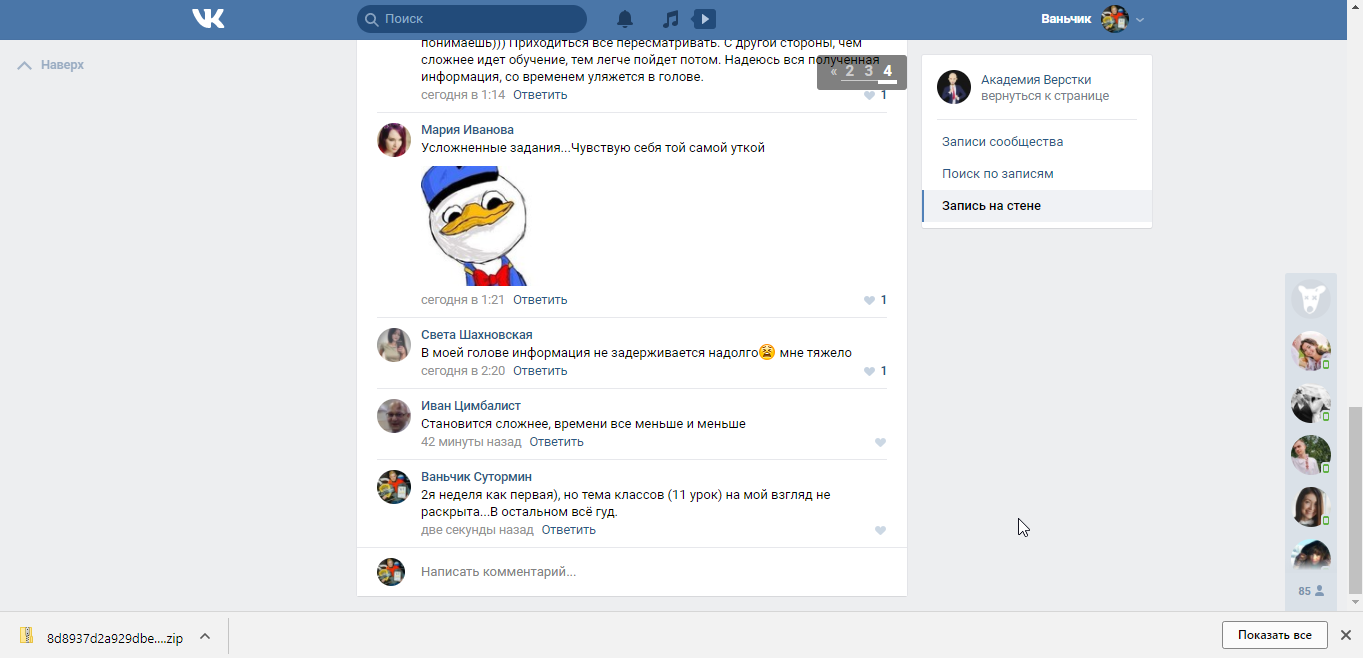 Поиск
Ваньчик
Наверх
понимаешь))) Приходиться все пересматривать. С другой стороны, чем
сложнее идет обучение, тем легче пойдет потом. Надеюсь вся полученная
информация, со временем уляжется в голове.
« 2 3 4
сегодня в 1:14 Ответить
1
Мария Иванова
Усложненные задания...Чувствую себя той самой уткой
сегодня в 1:21 Ответить
1
Света Шахновская
В моей голове информация не задерживается надолго😫 мне тяжело
сегодня в 2:20 Ответить
1
Иван Цимбалист
Становится сложнее, времени все меньше и меньше
42 минуты назад Ответить
Ваньчик Сутормин
2я неделя как первая), но тема классов (11 урок) на мой взгляд не
раскрыта...В остальном всё гуд.
две секунды назад Ответить
Написать комментарий...
Академия Верстки
вернуться к странице
Записи сообщества
Поиск по записям
Запись на стене
85
8d8937d2a929dbe....zip
Показать все